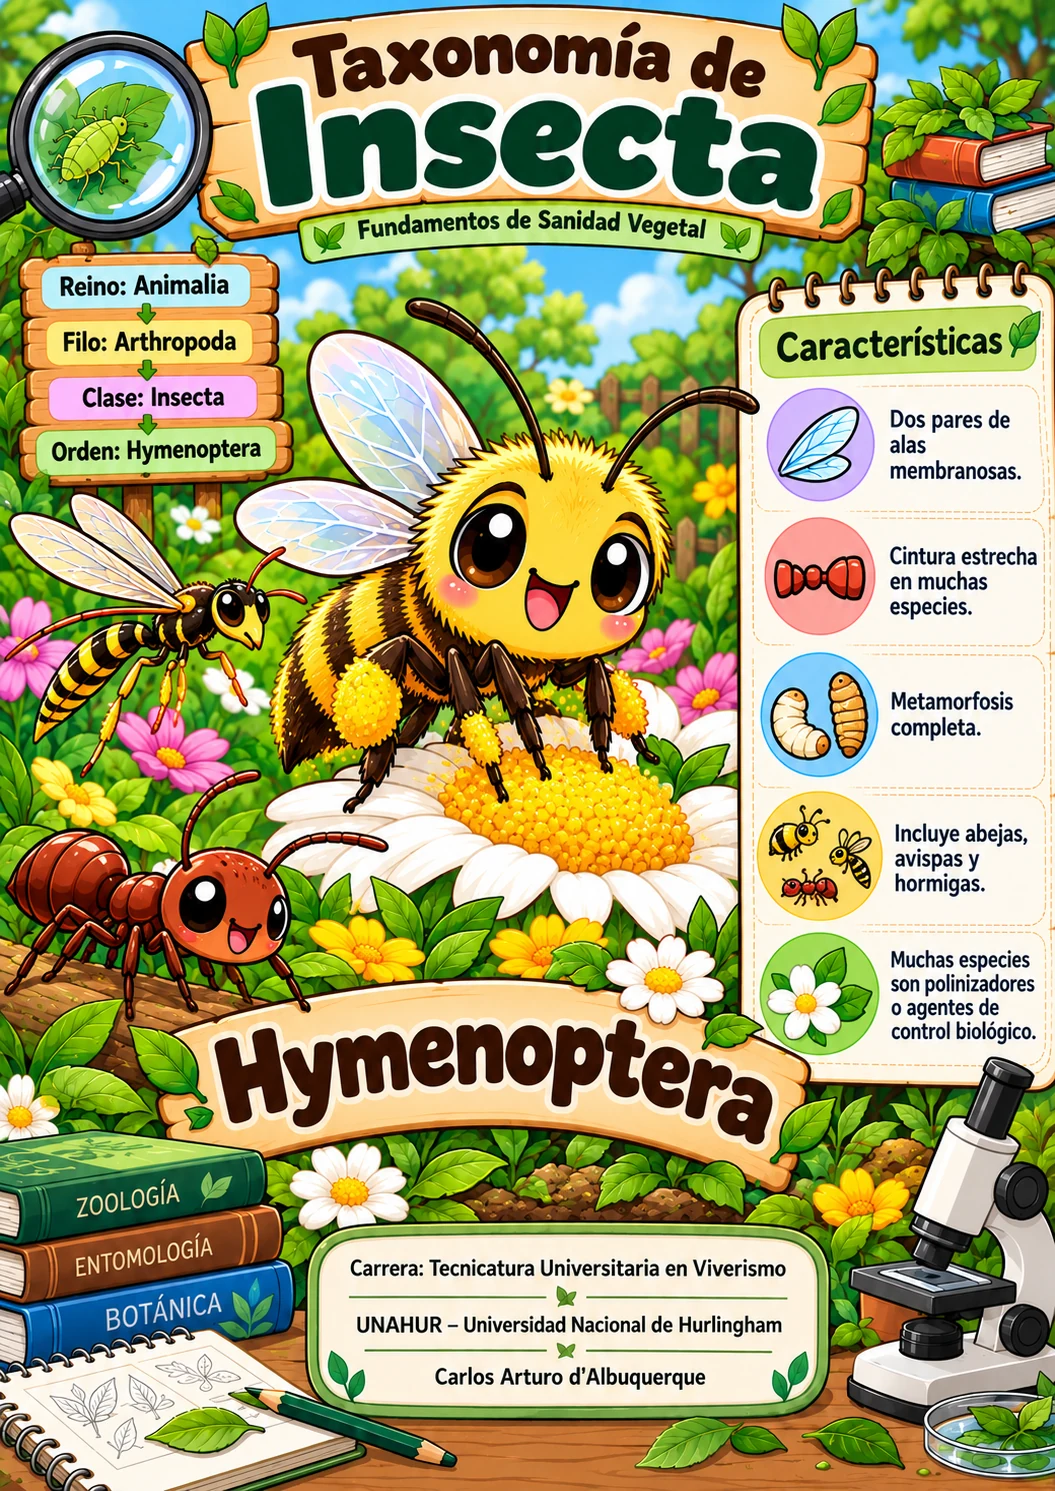 Taxonomía de
Insecta
Fundamentos de Sanidad Vegetal
Reino: Animalia
Filo: Arthropoda
Clase: Insecta
Orden: Hymenoptera
Características
Dos pares de
alas
membranosas.
Cintura estrecha
en muchas
especies.
Metamorfosis
completa.
Incluye abejas,
avispas y
hormigas.
Muchas especies
son polinizadores
o agentes de
control biológico.
Hymenoptera
ZOOLOGÍA
ENTOMOLOGÍA
BOTÁNICA
Carrera: Tecnicatura Universitaria en Viverismo
UNAHUR – Universidad Nacional de Hurlingham
Carlos Arturo d'Albuquerque